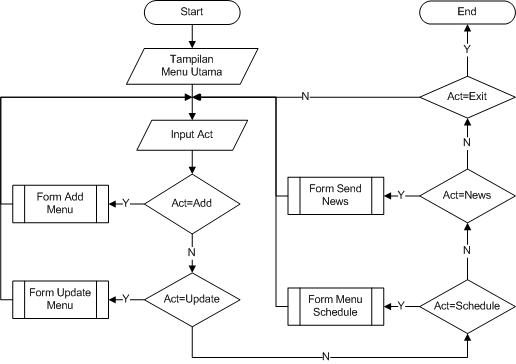 Start
Tampilan
Menu Utama
Input Act
Act=Add
Y
Form Add
Menu
N
Act=Update
Y
Form Update
Menu
N
Act=Schedule
Y
Form Menu
Schedule
N
Act=News
Y
Form Send
News
N
Act=Exit
N
Y
End